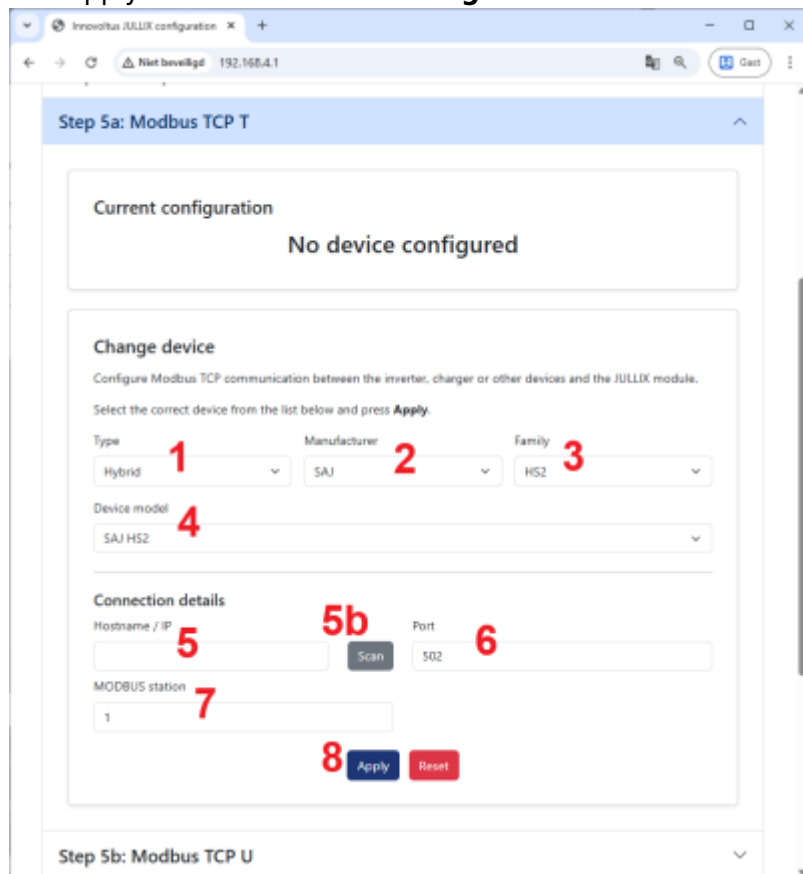 Innovoltus JULLIX configuration
Niet beveiligd 192.168.4.1 Gast
Step 5a: Modbus TCP T
Current configuration
No device configured
Change device
Configure Modbus TCP communication between the inverter, charger or other devices and the JULLIX module.
Select the correct device from the list below and press Apply.
Type Manufacturer Family
1 2 3
Hybrid SAJ HS2
Device model
4
SAJ HS2
Connection details
Hostname / IP 5b Port
5 6
Scan 502
MODBUS station
7
1
8 Apply Reset
Step 5b: Modbus TCP U